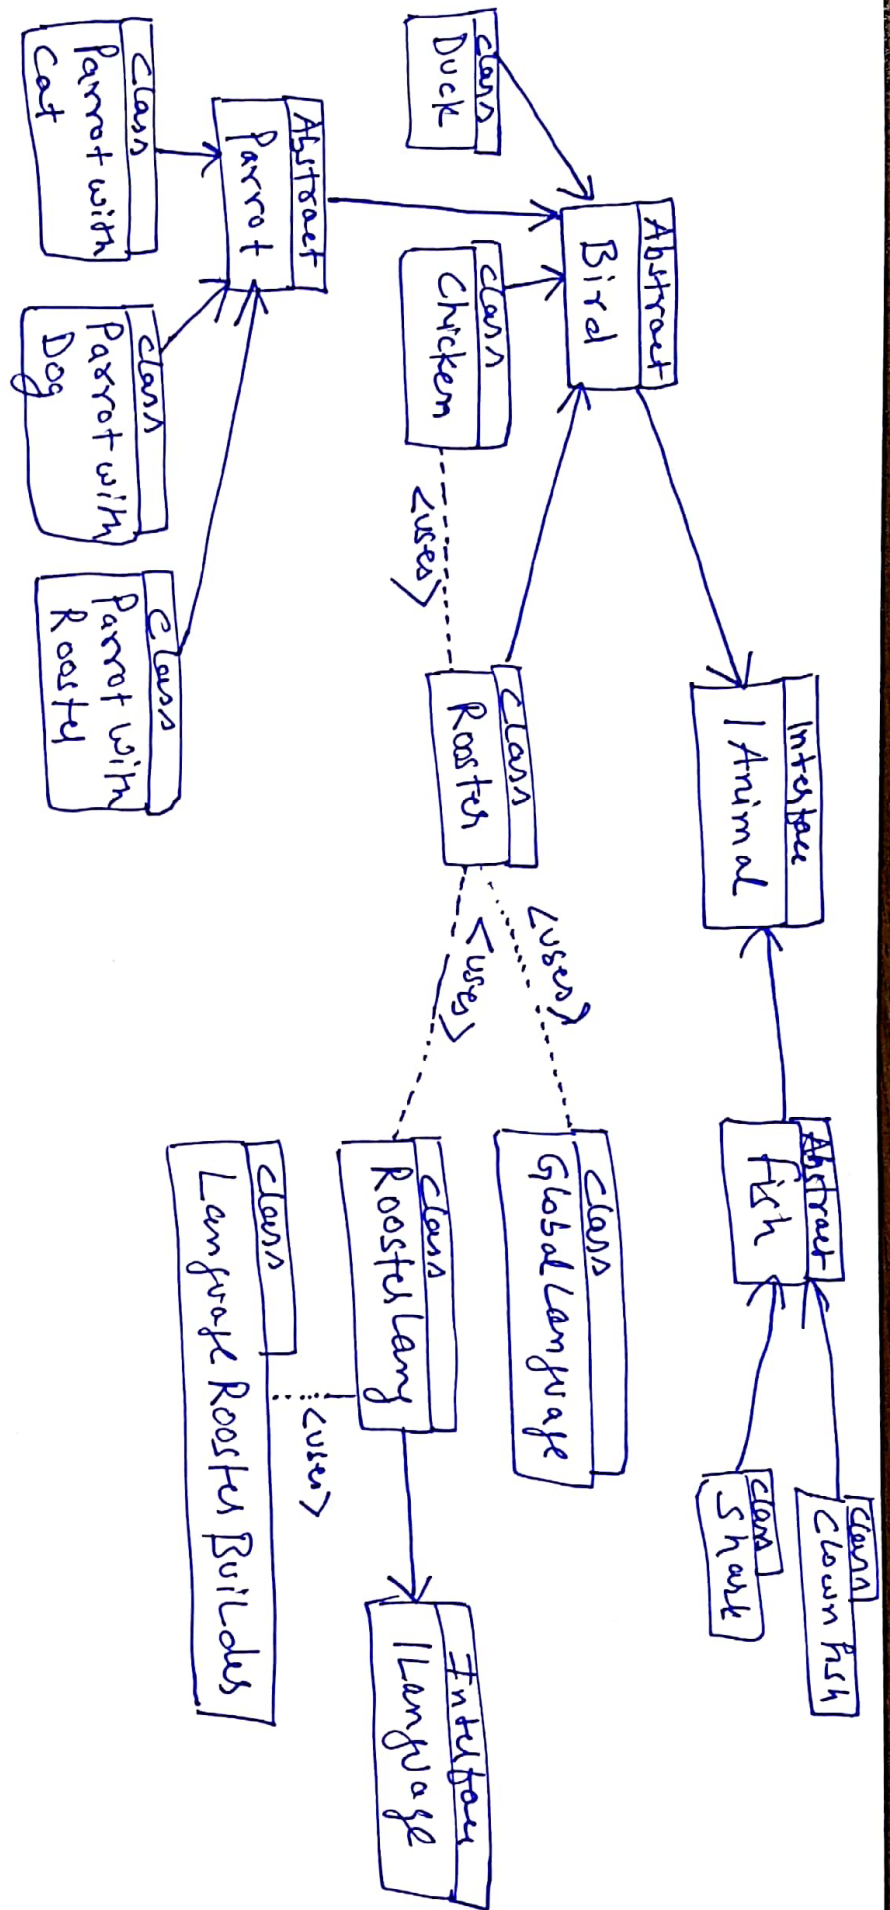 Interface
IAnimal
Abstract
Bird
Abstract
fish
class
Clown fish
class
Shark
class
Duck
class
Chicken
<uses>
class
Rooster
<uses>
<uses>
class
Global Language
class
Rooster Lang
Interface
ILanguage
<uses>
class
Language Rooster Builder
Abstract
Parrot
class
Parrot with
Cat
class
Parrot with
Dog
class
Parrot with
Rooster